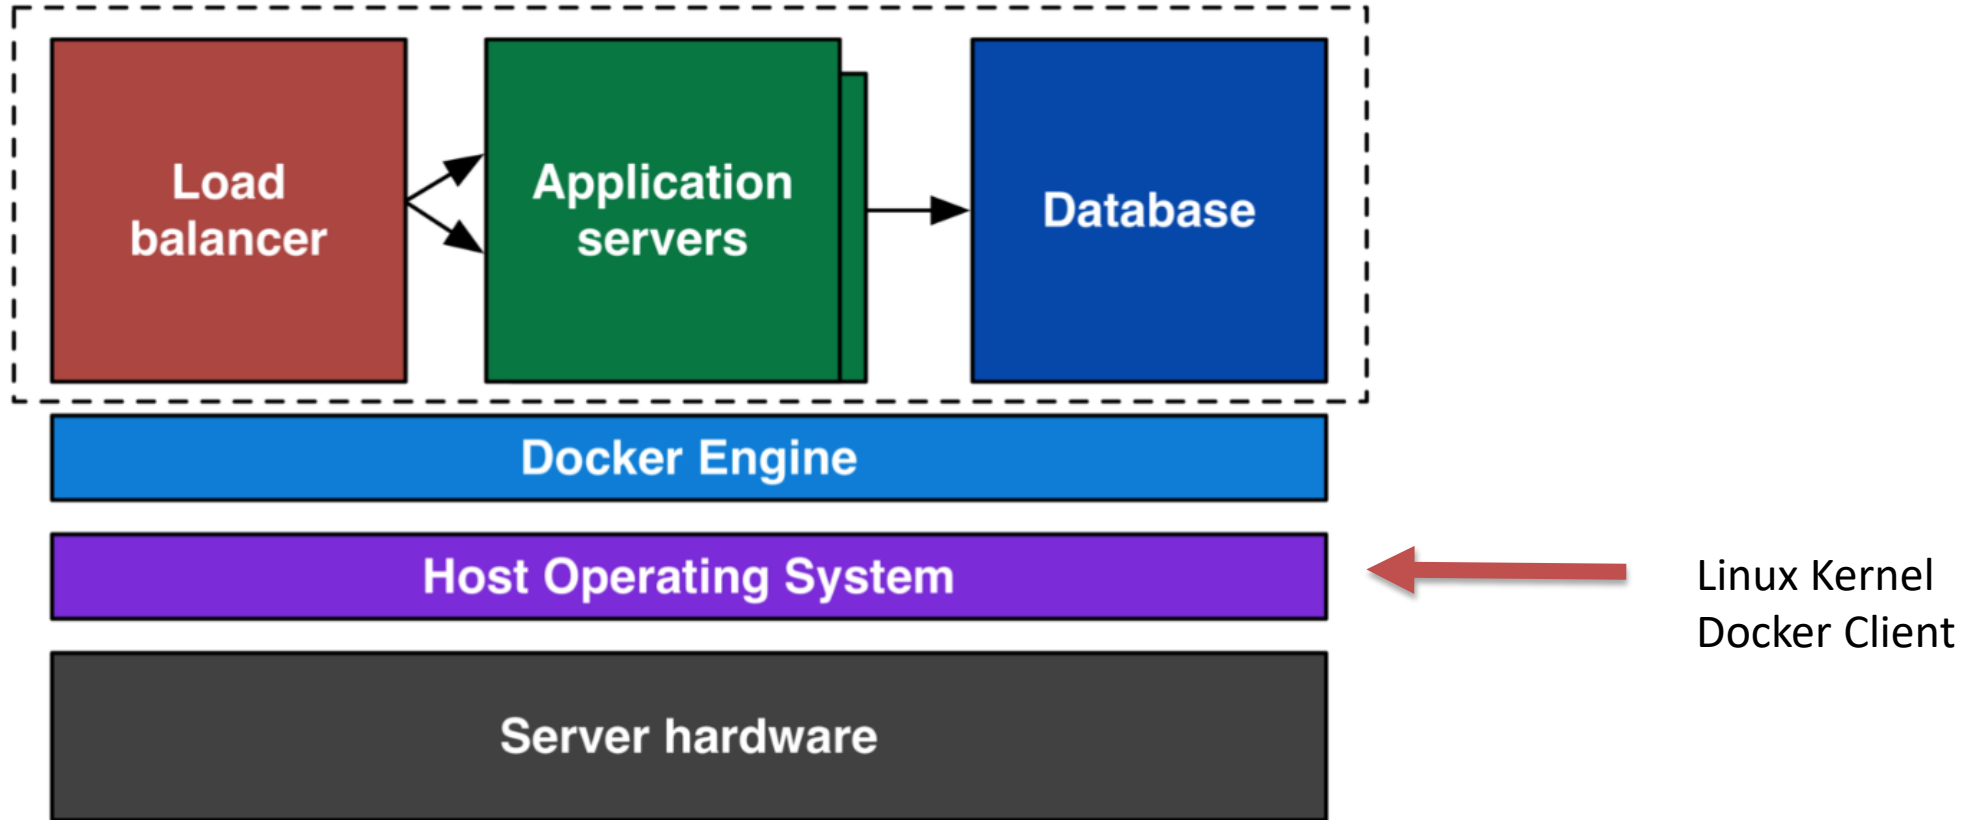 Load
balancer
Application
servers
Database
Docker Engine
Host Operating System
Linux Kernel
Docker Client
Server hardware